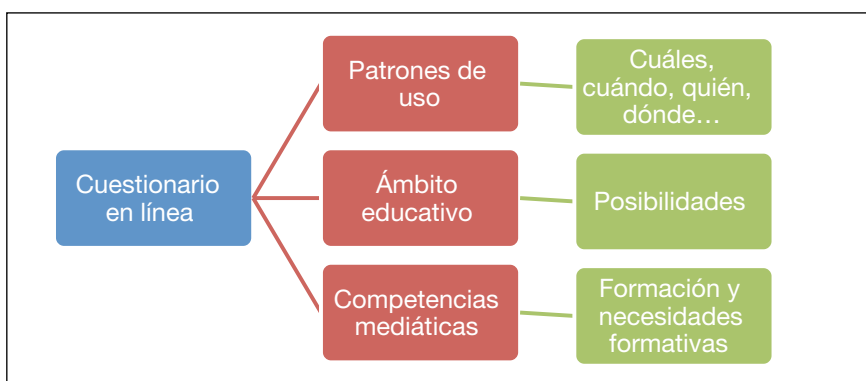 Cuestionario
en línea
Patrones de
uso
Cuáles,
cuándo, quién,
dónde…
Ámbito
educativo
Posibilidades
Competencias
mediáticas
Formación y
necesidades
formativas